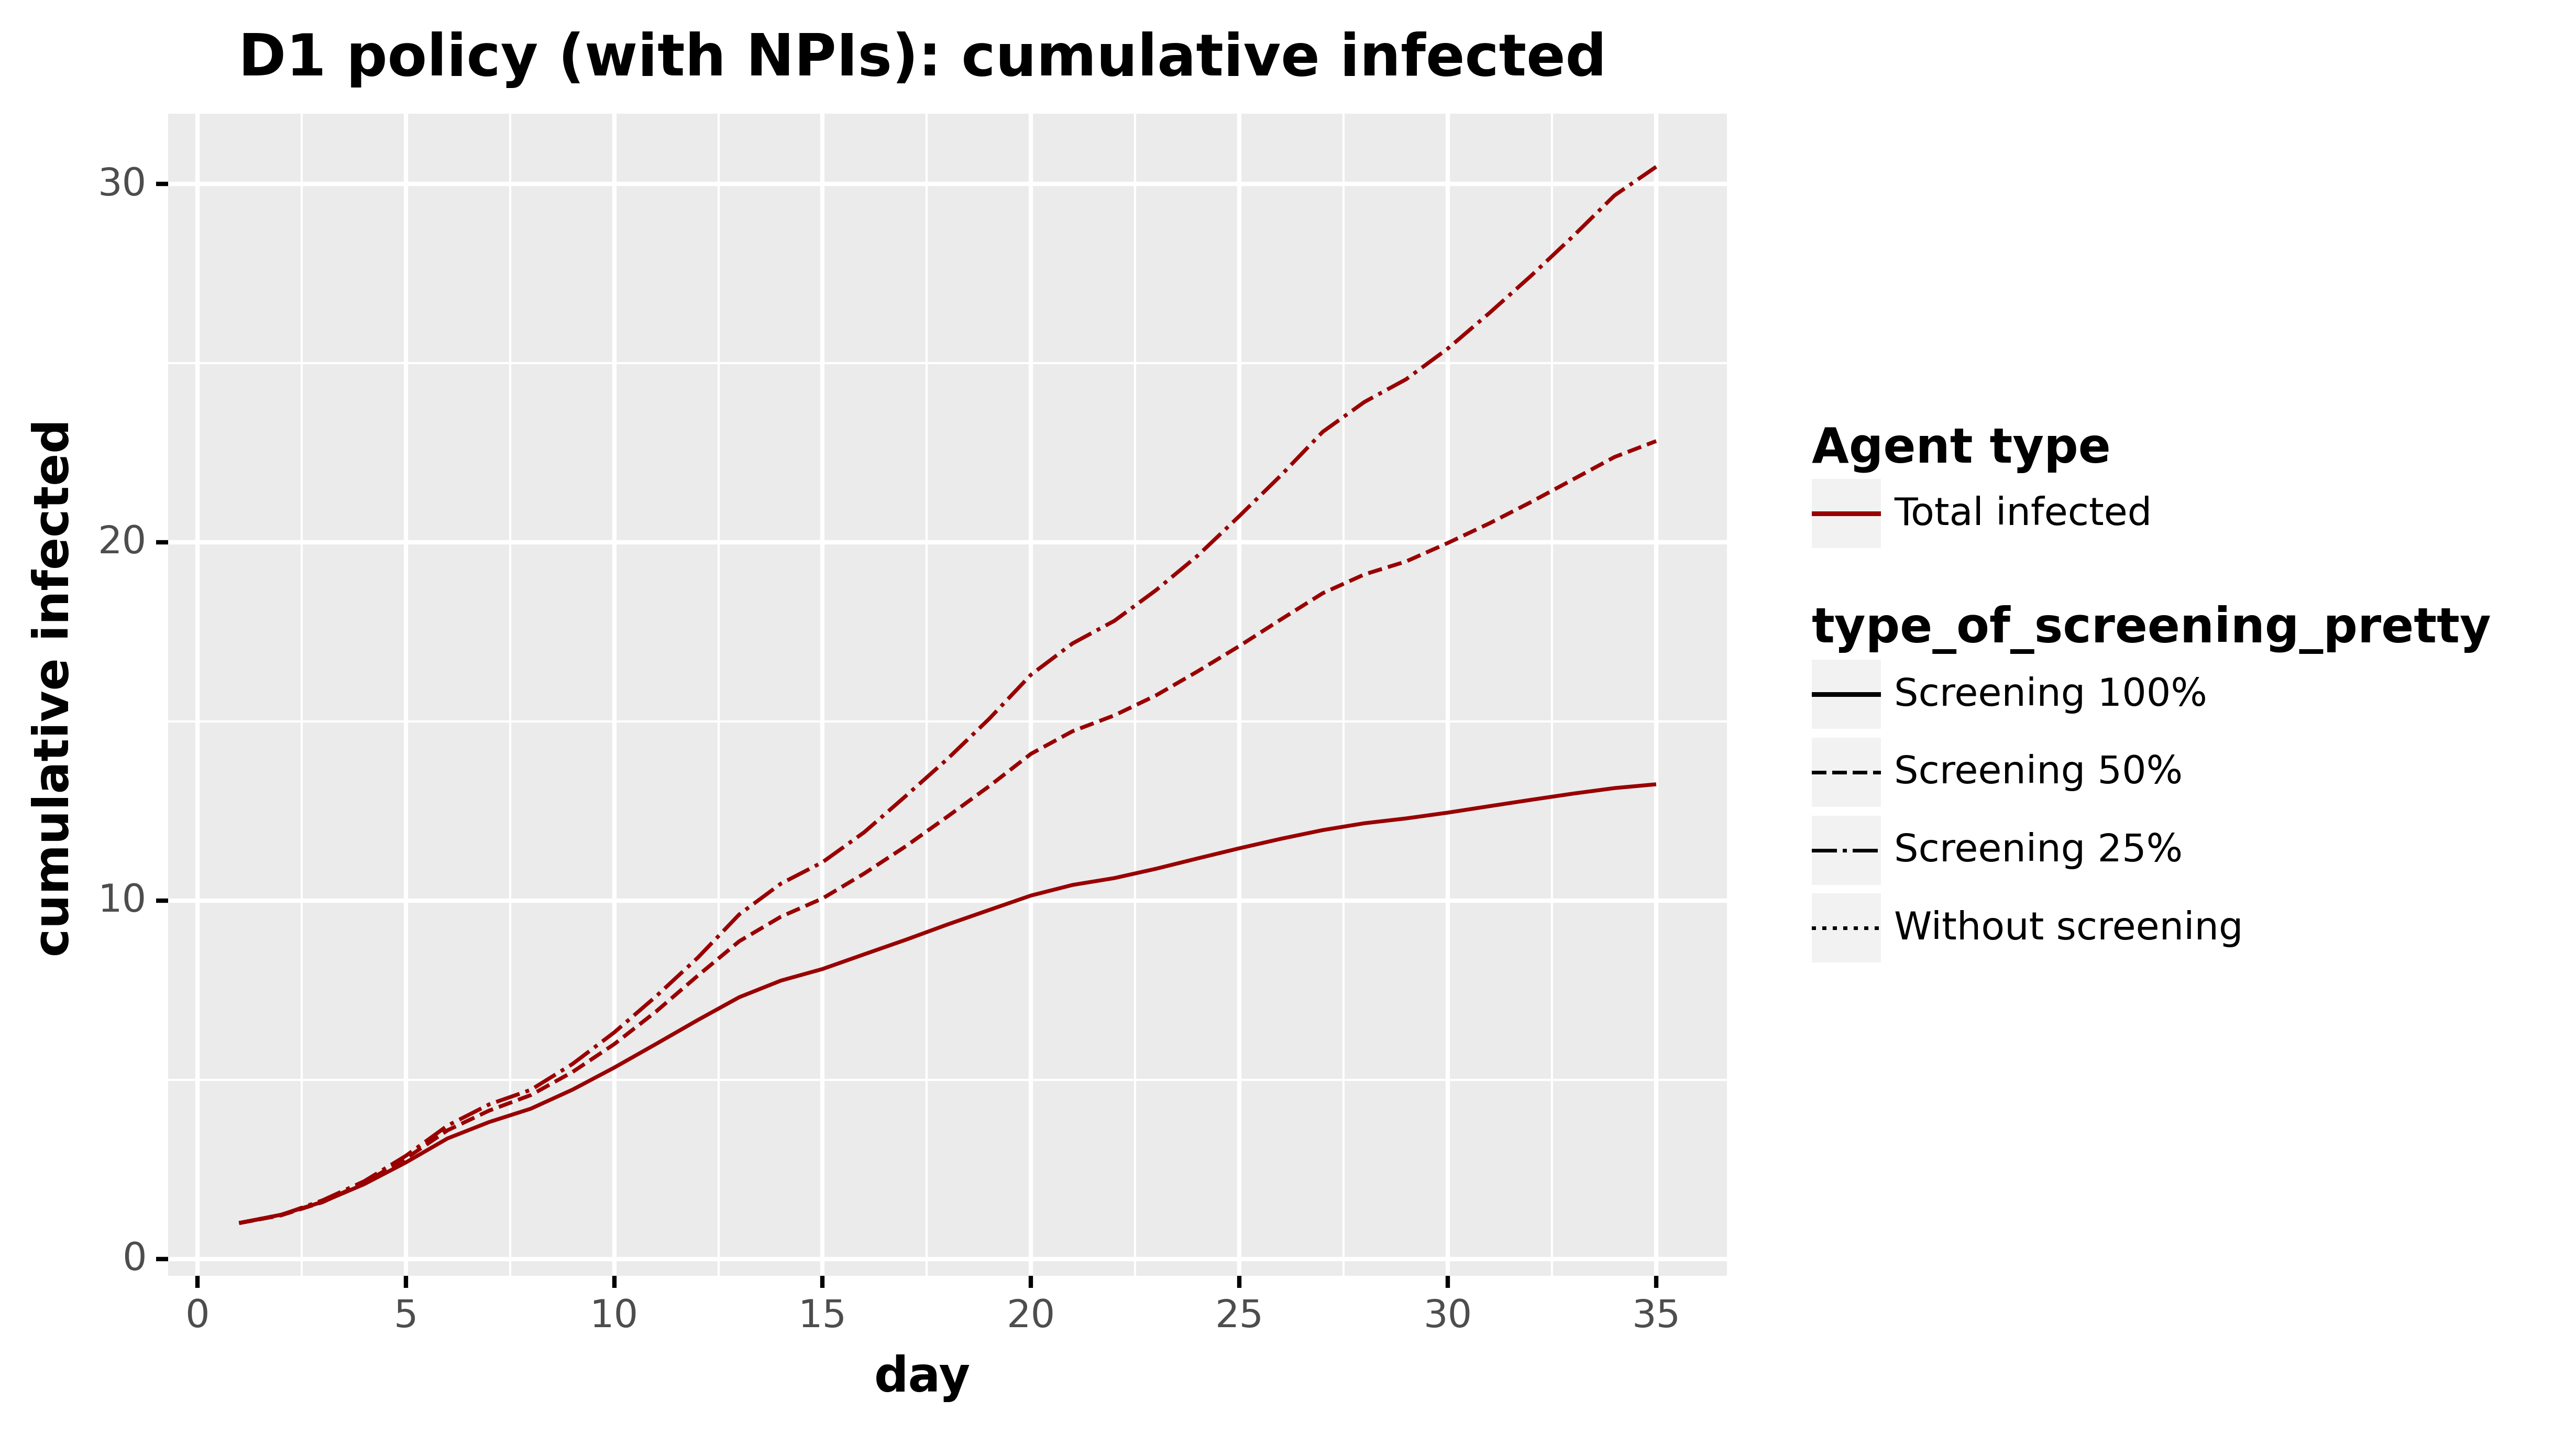 D1 policy (with NPIs): cumulative infected
cumulative infected
30
20
10
0
0 5 10 15 20 25 30 35
day
Agent type
Total infected
type_of_screening_pretty
Screening 100%
Screening 50%
Screening 25%
Without screening